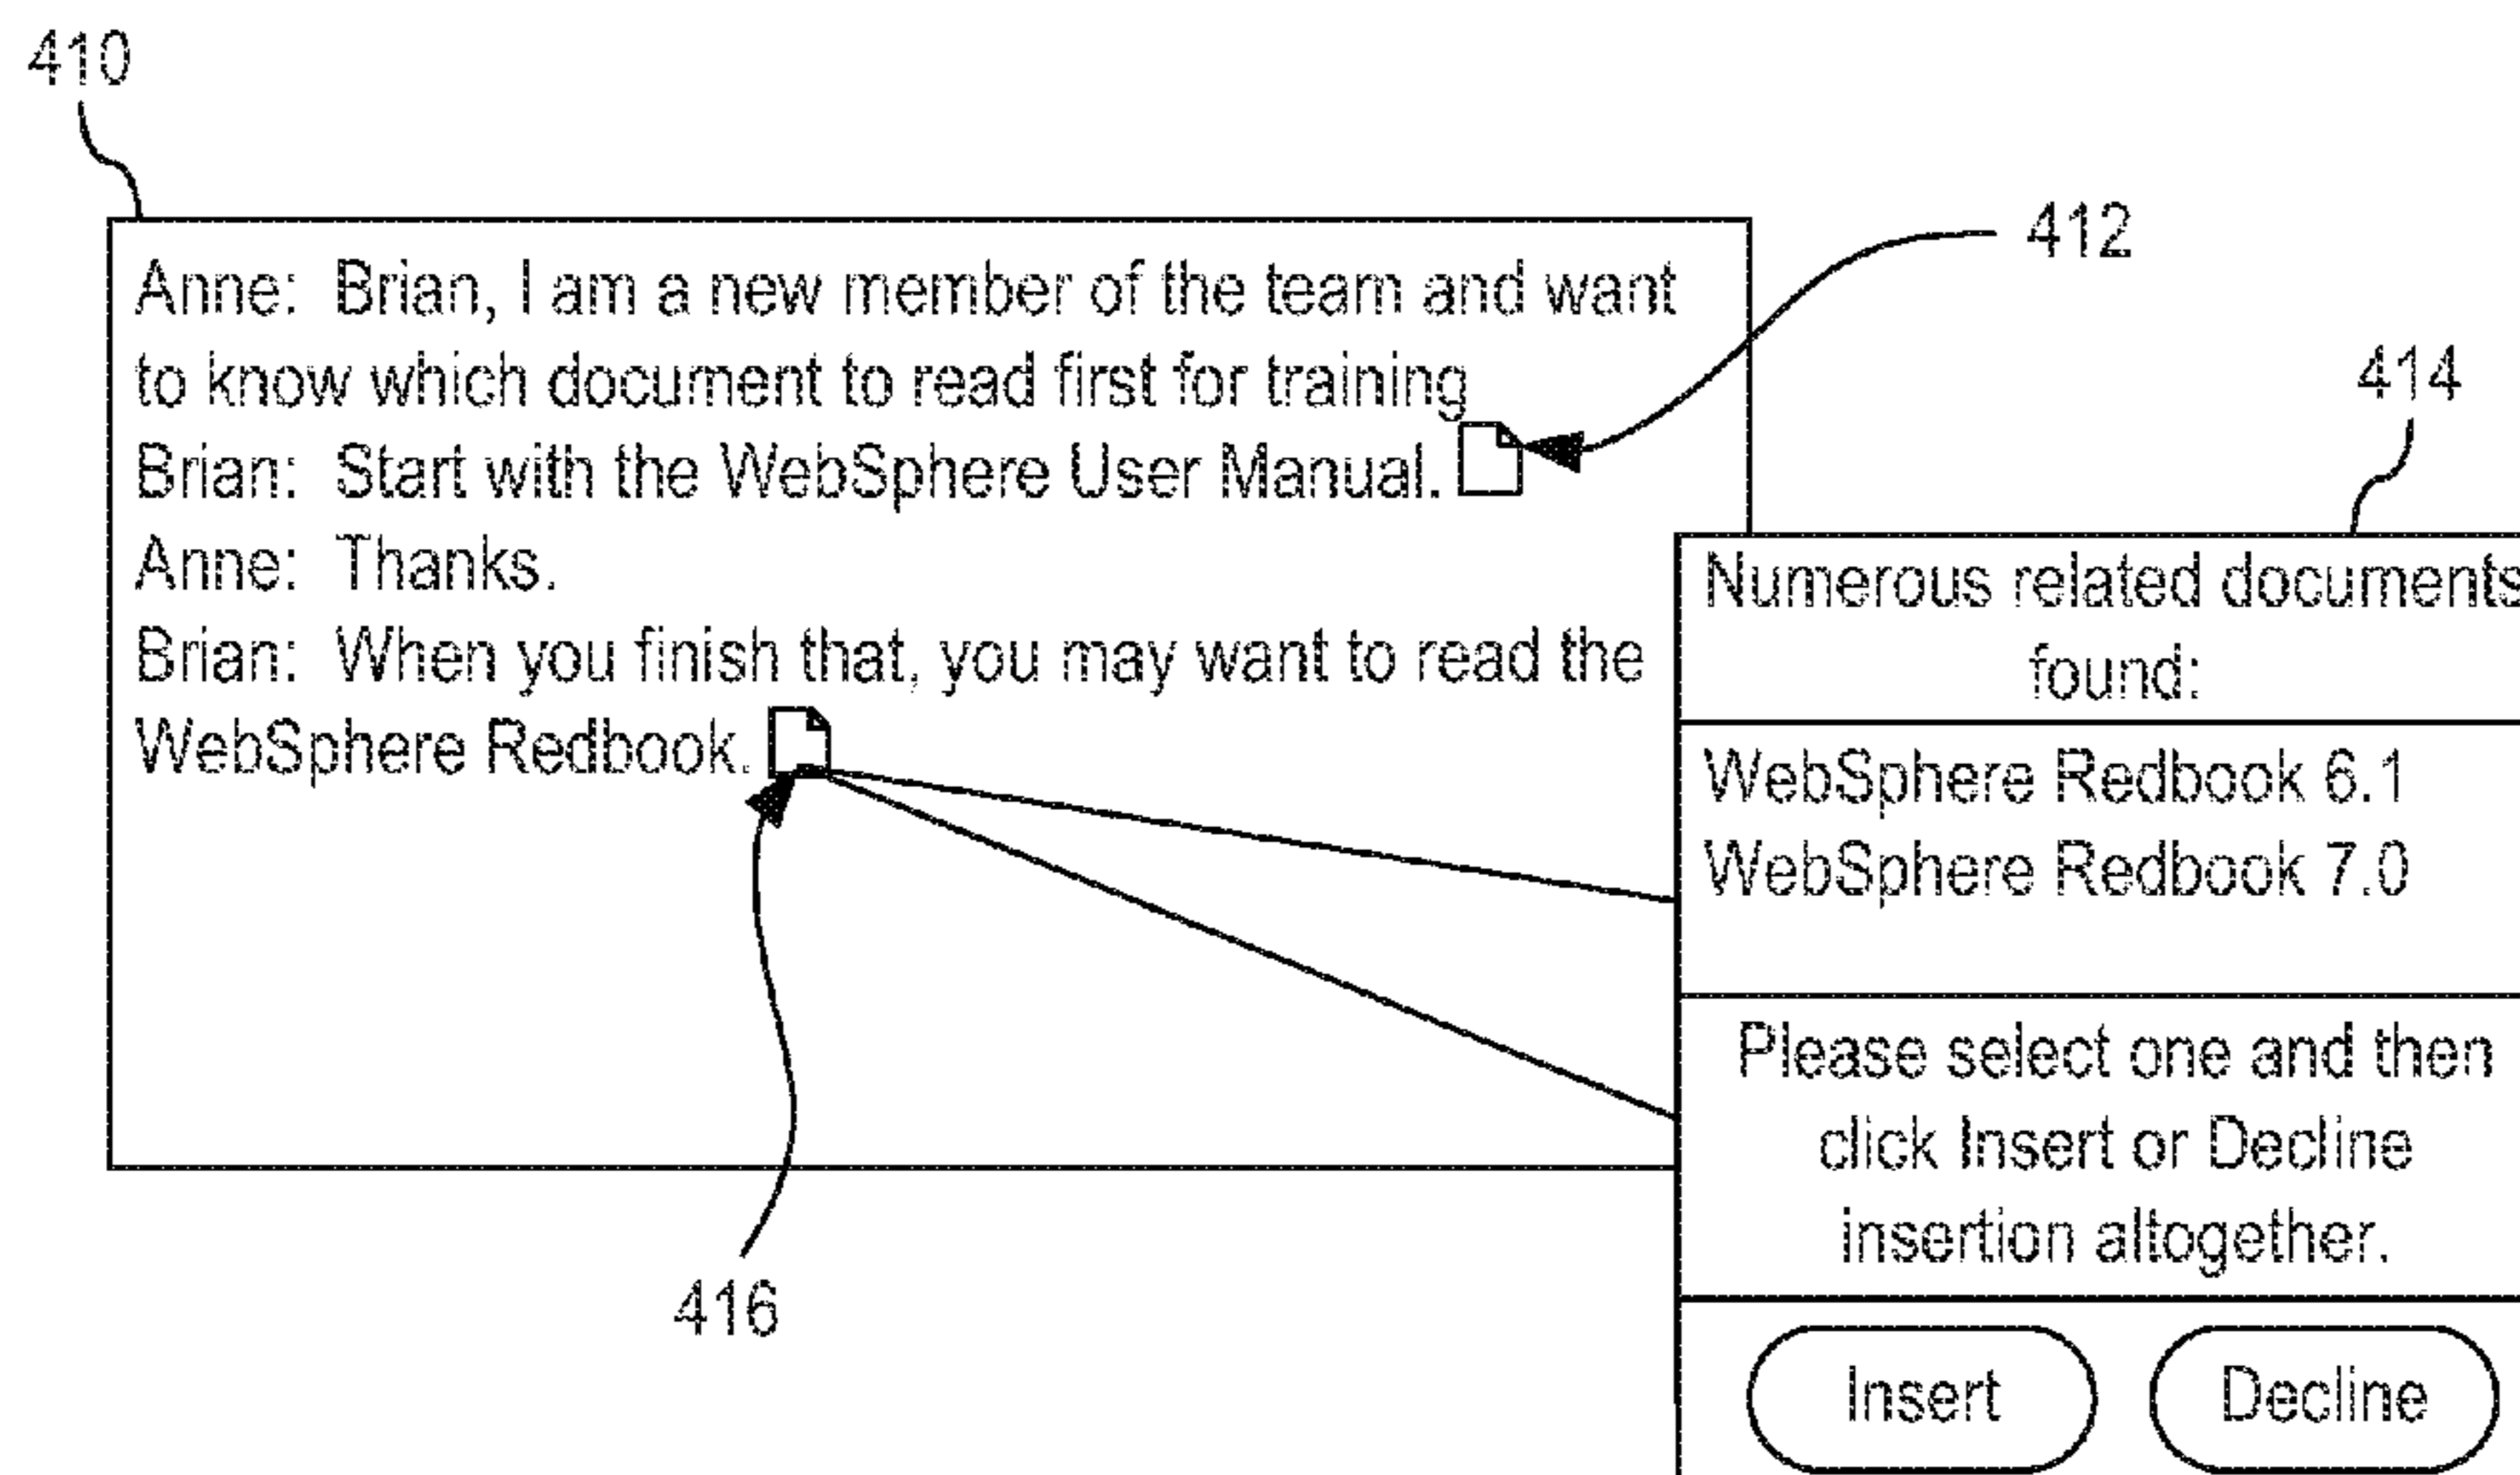 410
412
414
Anne: Brian, I am a new member of the team and want
to know which document to read first for training
Brian: Start with the WebSphere User Manual.
Anne: Thanks.
Brian: When you finish that, you may want to read the
WebSphere Redbook.
Numerous related documents
found:
WebSphere Redbook 6.1
WebSphere Redbook 7.0
Please select one and then
click Insert or Decline
insertion altogether.
Insert
Decline
416